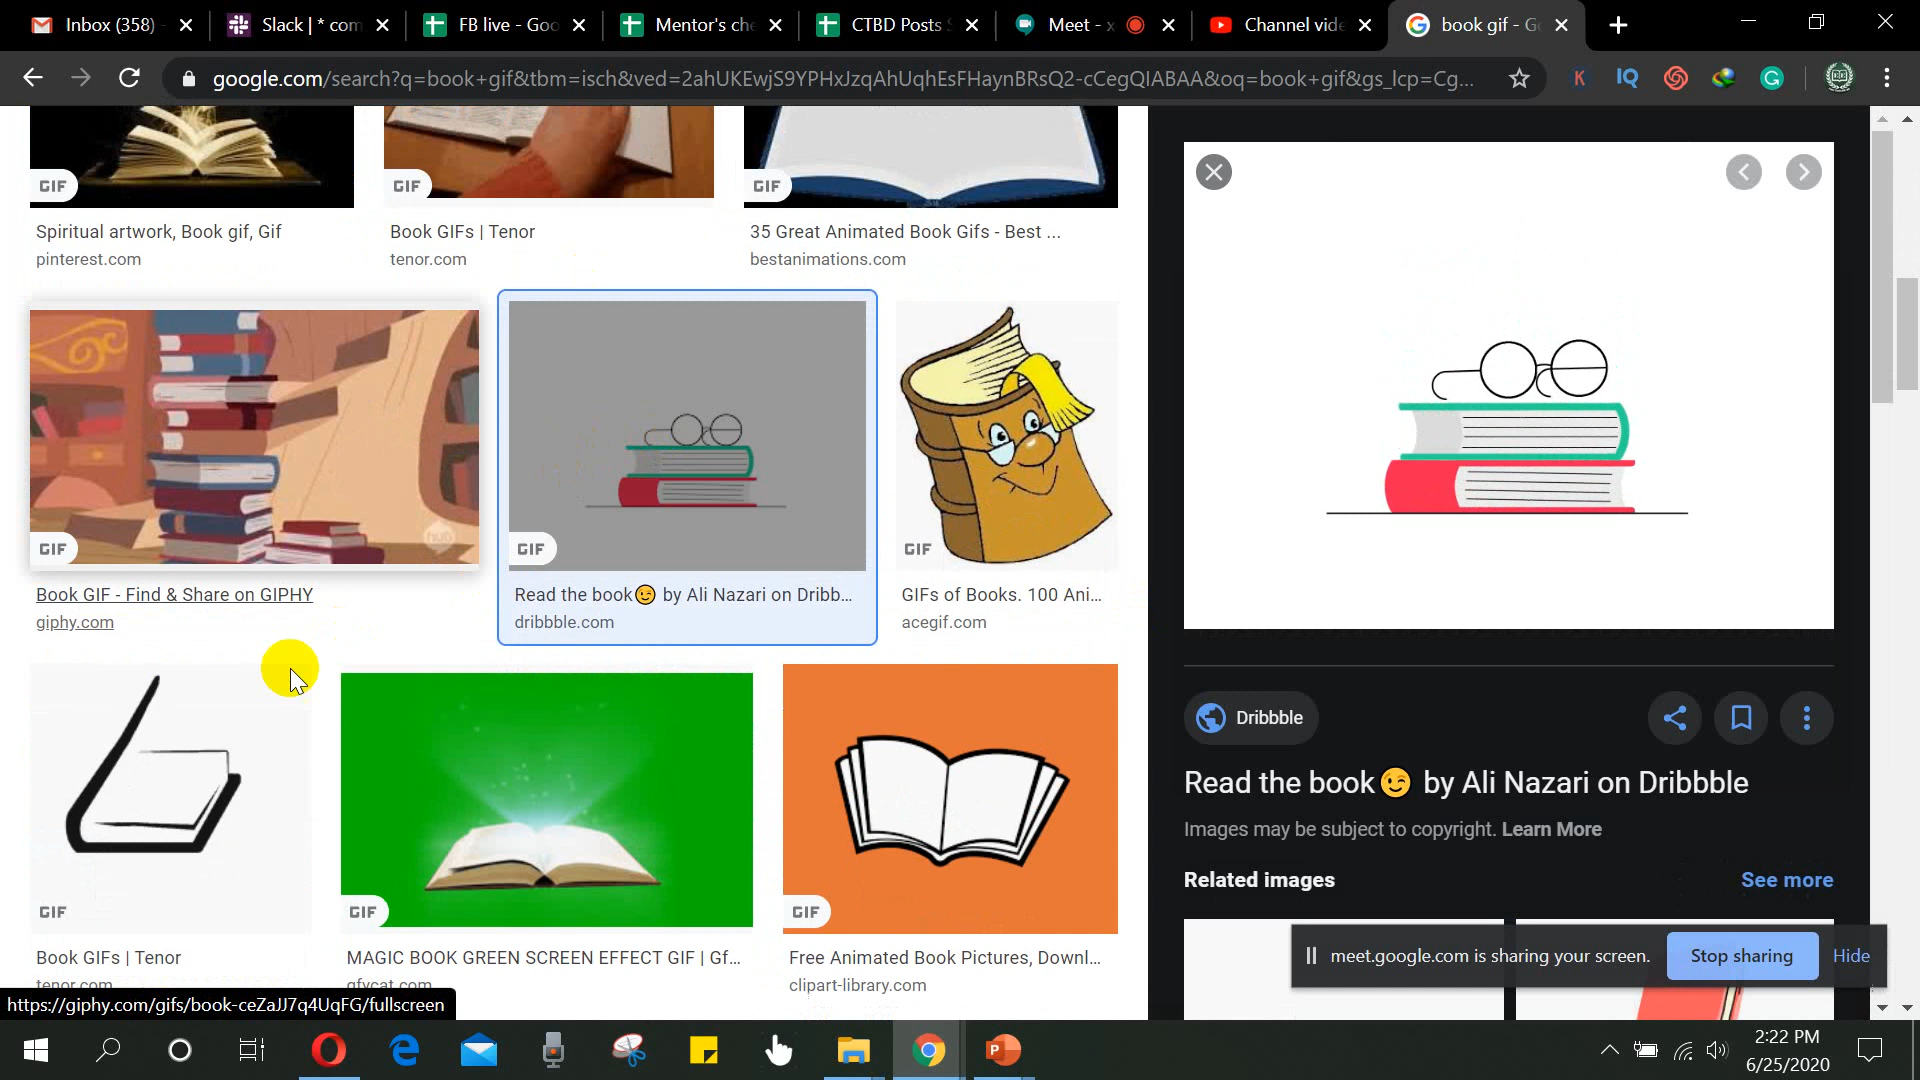 Inbox (358)
Slack | * com
FB live - Goo
Mentor's che
CTBD Posts S
Meet - x
Channel vide
book gif - Go
google.com/search?q=book+gif&tbm=isch&ved=2ahUKEwjS9YPHxJzqAhUqhEsFHaynBRsQ2-cCegQIABAA&oq=book+gif&gs_lcp=Cg...
K
IQ
GIF
GIF
GIF
Spiritual artwork, Book gif, Gif
pinterest.com
Book GIFs | Tenor
tenor.com
35 Great Animated Book Gifs - Best ...
bestanimations.com
hub
GIF
GIF
GIF
Book GIF - Find & Share on GIPHY
giphy.com
Read the book😉 by Ali Nazari on Dribb...
dribbble.com
GIFs of Books. 100 Ani...
acegif.com
GIF
GIF
GIF
Book GIFs | Tenor
tenor.com
MAGIC BOOK GREEN SCREEN EFFECT GIF | Gf...
gfycat.com
Free Animated Book Pictures, Downl...
clipart-library.com
Dribbble
Read the book😉 by Ali Nazari on Dribbble
Images may be subject to copyright. Learn More
Related images
See more
meet.google.com is sharing your screen.
Stop sharing
Hide
https://giphy.com/gifs/book-ceZaJJ7q4UqFG/fullscreen
2:22 PM
6/25/2020